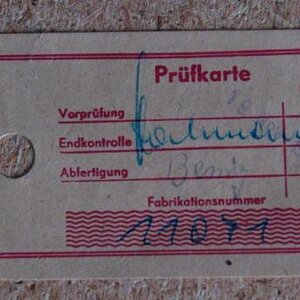 Prüfkarte
Vorprüfung
Endkontrolle
Abfertigung
Fabrikationsnummer
11071